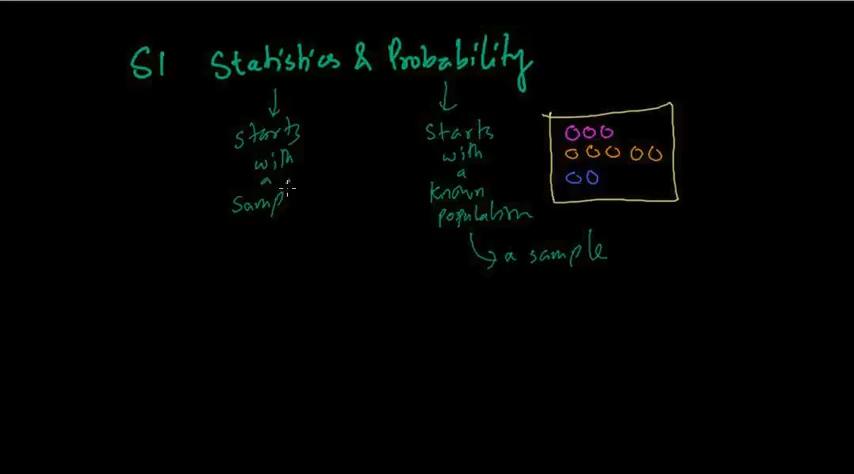 S1 Statistics & Probability
starts
with
a
samp
Starts
with
a
known
population
a sample